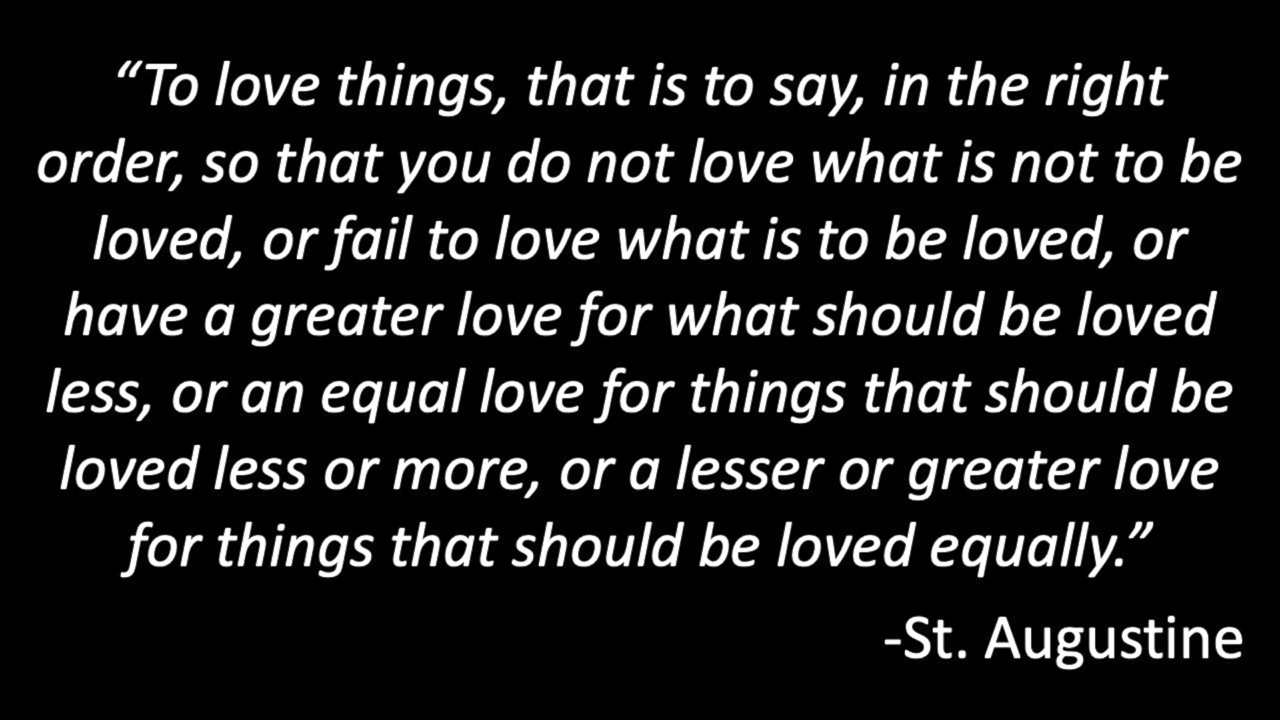 “To love things, that is to say, in the right
order, so that you do not love what is not to be
loved, or fail to love what is to be loved, or
have a greater love for what should be loved
less, or an equal love for things that should be
loved less or more, or a lesser or greater love
for things that should be loved equally.”
-St. Augustine